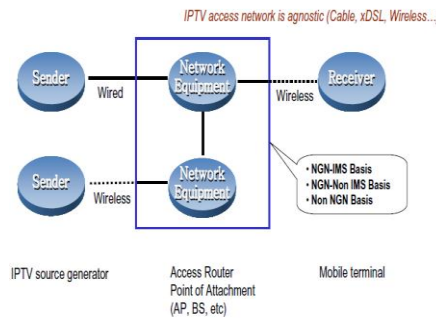 IPTV access network is agnostic (Cable, xDSL, Wireless...
Sender
Wired
Network
Equipment
Wireless
Receiver
Sender
Wireless
Network
Equipment
• NGN-IMS Basis
• NGN-Non IMS Basis
• Non NGN Basis
IPTV source generator
Access Router
Point of Attachment
(AP, BS, etc)
Mobile terminal